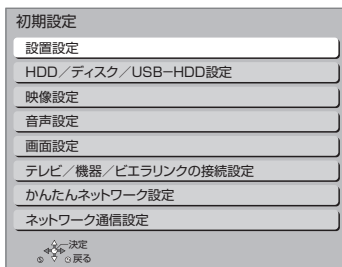 初期設定
設置設定
HDD／ディスク／USB－HDD設定
映像設定
音声設定
画面設定
テレビ／機器／ビエラリンクの接続設定
かんたんネットワーク設定
ネットワーク通信設定
決定
戻る